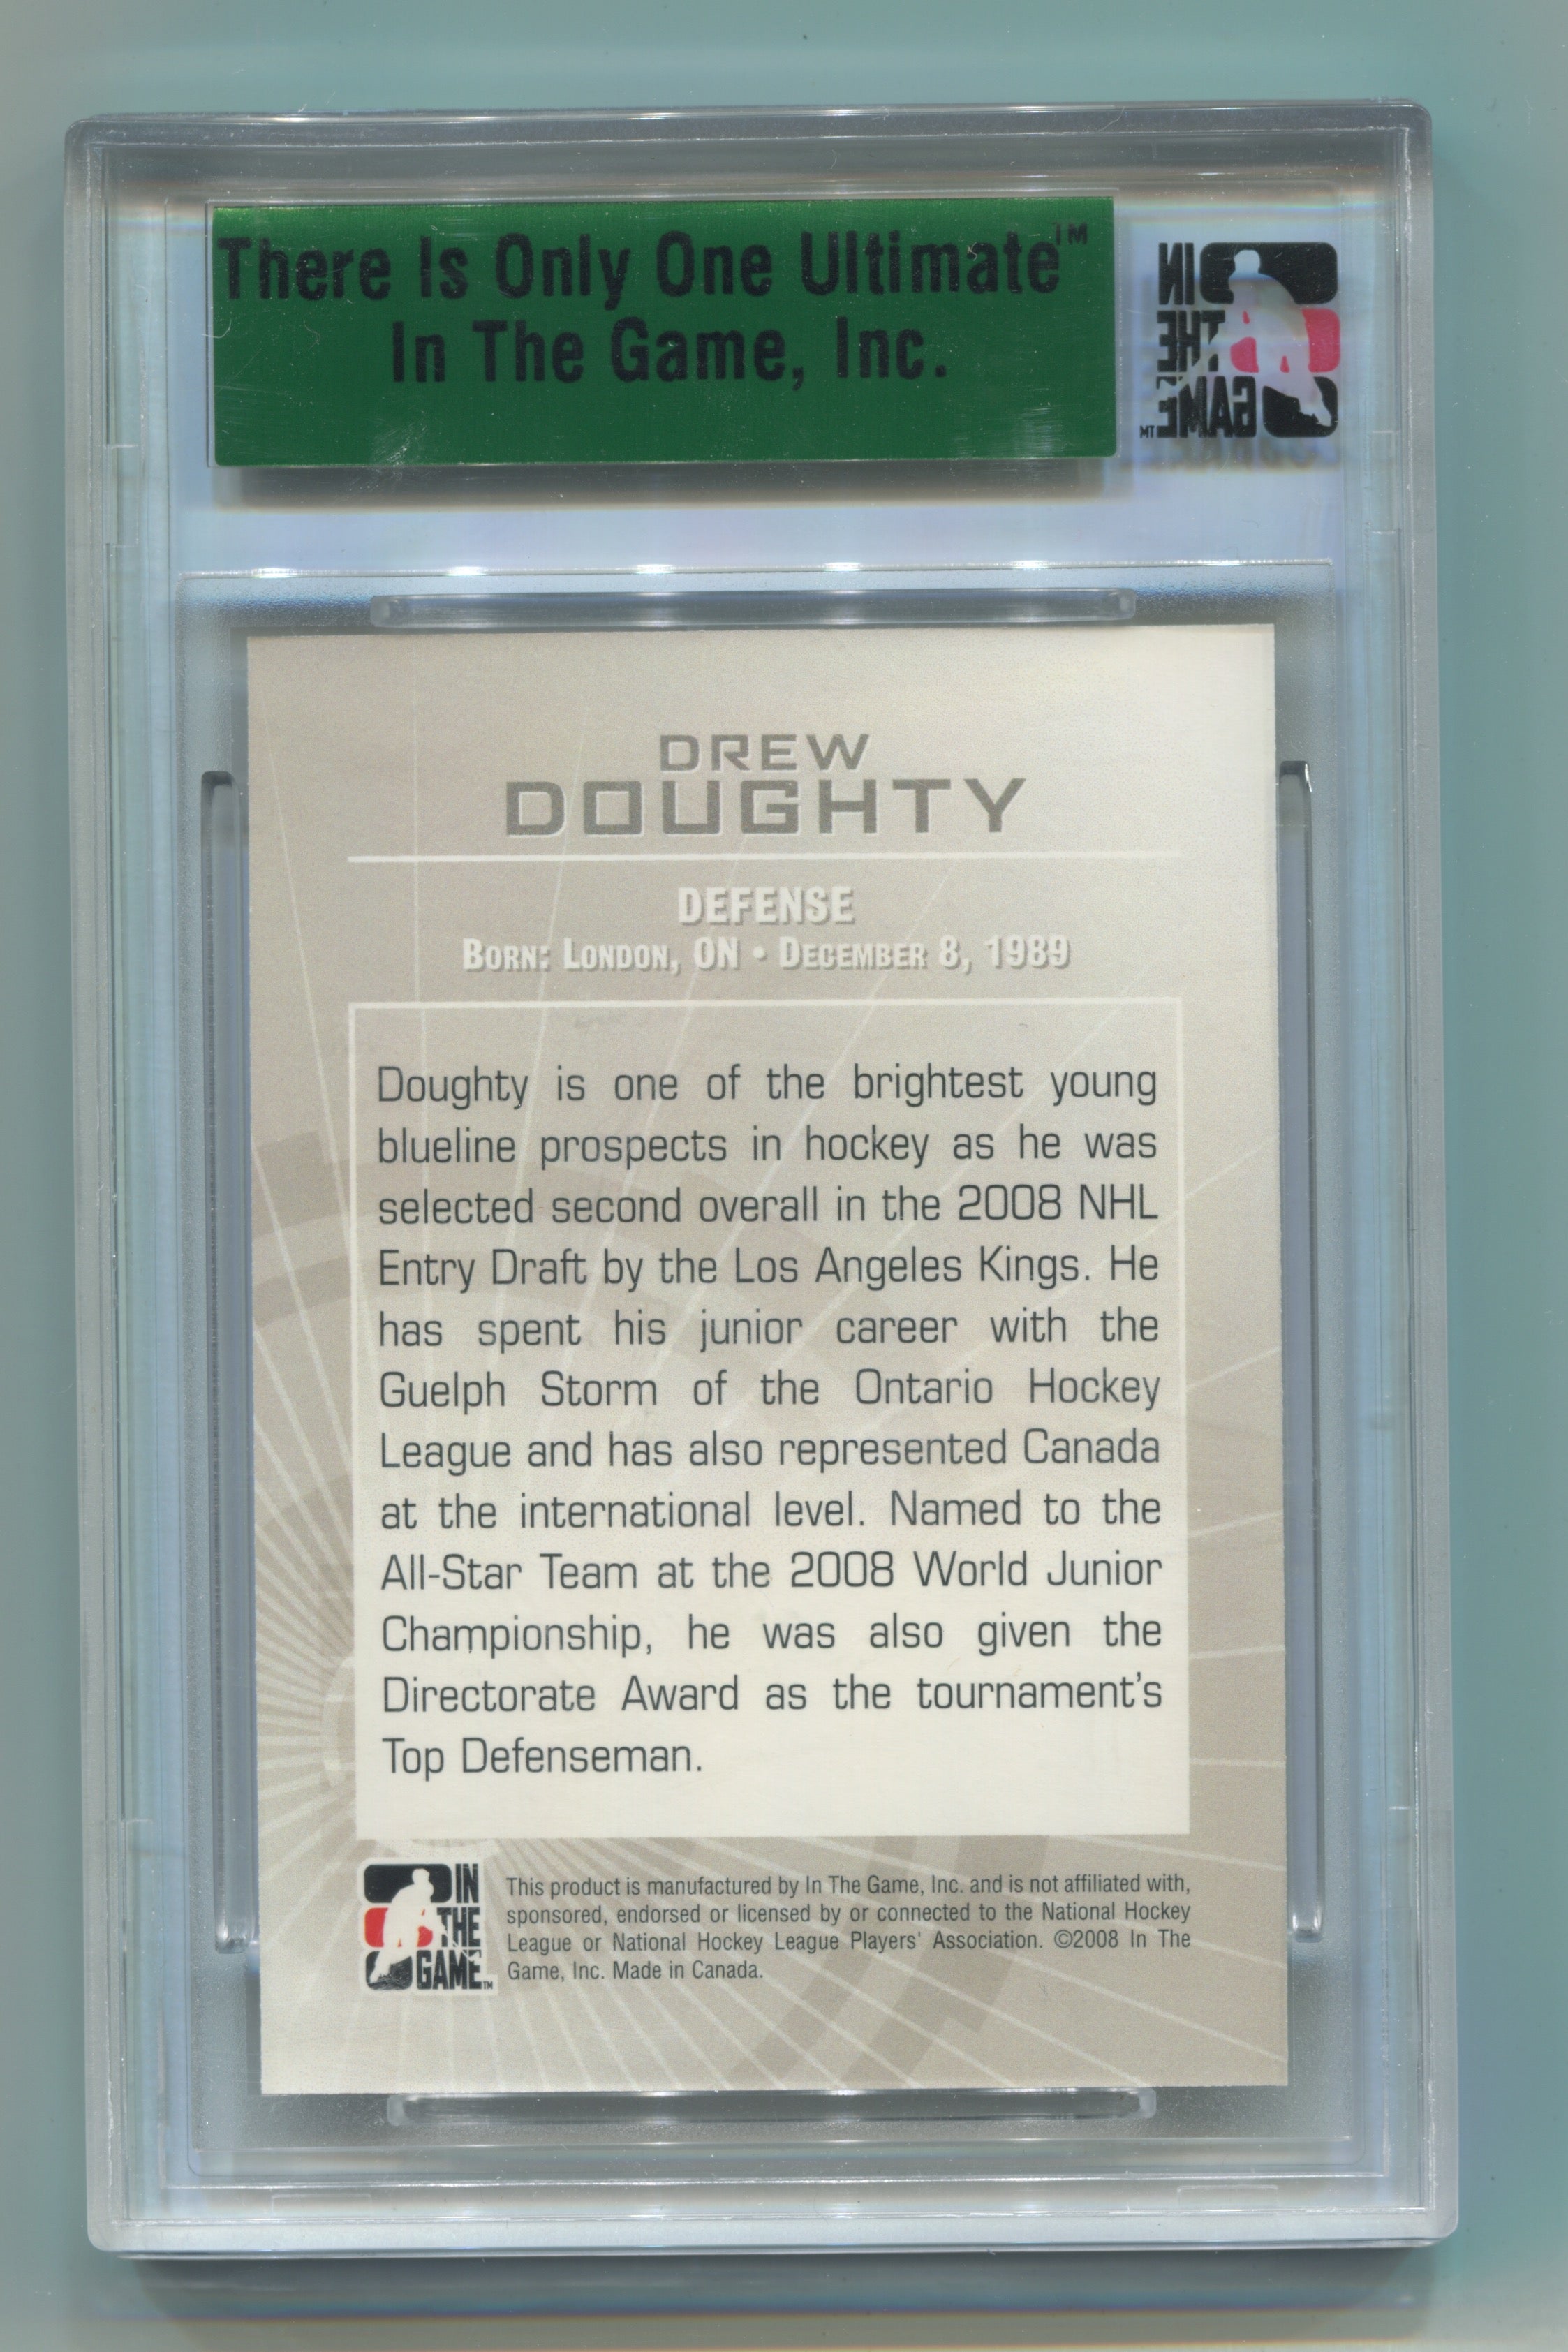 There Is Only One Ultimate™
In The Game, Inc.
IN
THE
GAME™
DREW
DOUGHTY
DEFENSE
BORN: LONDON, ON • DECEMBER 8, 1989
Doughty is one of the brightest young
blueline prospects in hockey as he was
selected second overall in the 2008 NHL
Entry Draft by the Los Angeles Kings. He
has spent his junior career with the
Guelph Storm of the Ontario Hockey
League and has also represented Canada
at the international level. Named to the
All-Star Team at the 2008 World Junior
Championship, he was also given the
Directorate Award as the tournament's
Top Defenseman.
IN
THE
GAME™
This product is manufactured by In The Game, Inc. and is not affiliated with,
sponsored, endorsed or licensed by or connected to the National Hockey
League or National Hockey League Players' Association. ©2008 In The
Game, Inc. Made in Canada.